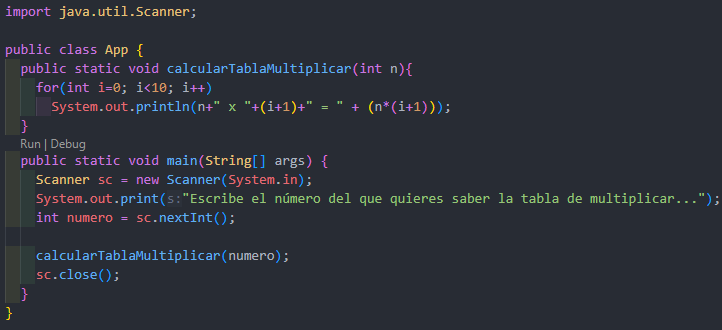 import java.util.Scanner;
public class App {
public static void calcularTablaMultiplicar(int n){
for(int i=0; i<10; i++)
System.out.println(n+" x "+(i+1)+" = " + (n*(i+1)));
}
Run | Debug
public static void main(String[] args) {
Scanner sc = new Scanner(System.in);
System.out.print(s:"Escribe el número del que quieres saber la tabla de multiplicar...");
int numero = sc.nextInt();
calcularTablaMultiplicar(numero);
sc.close();
}
}